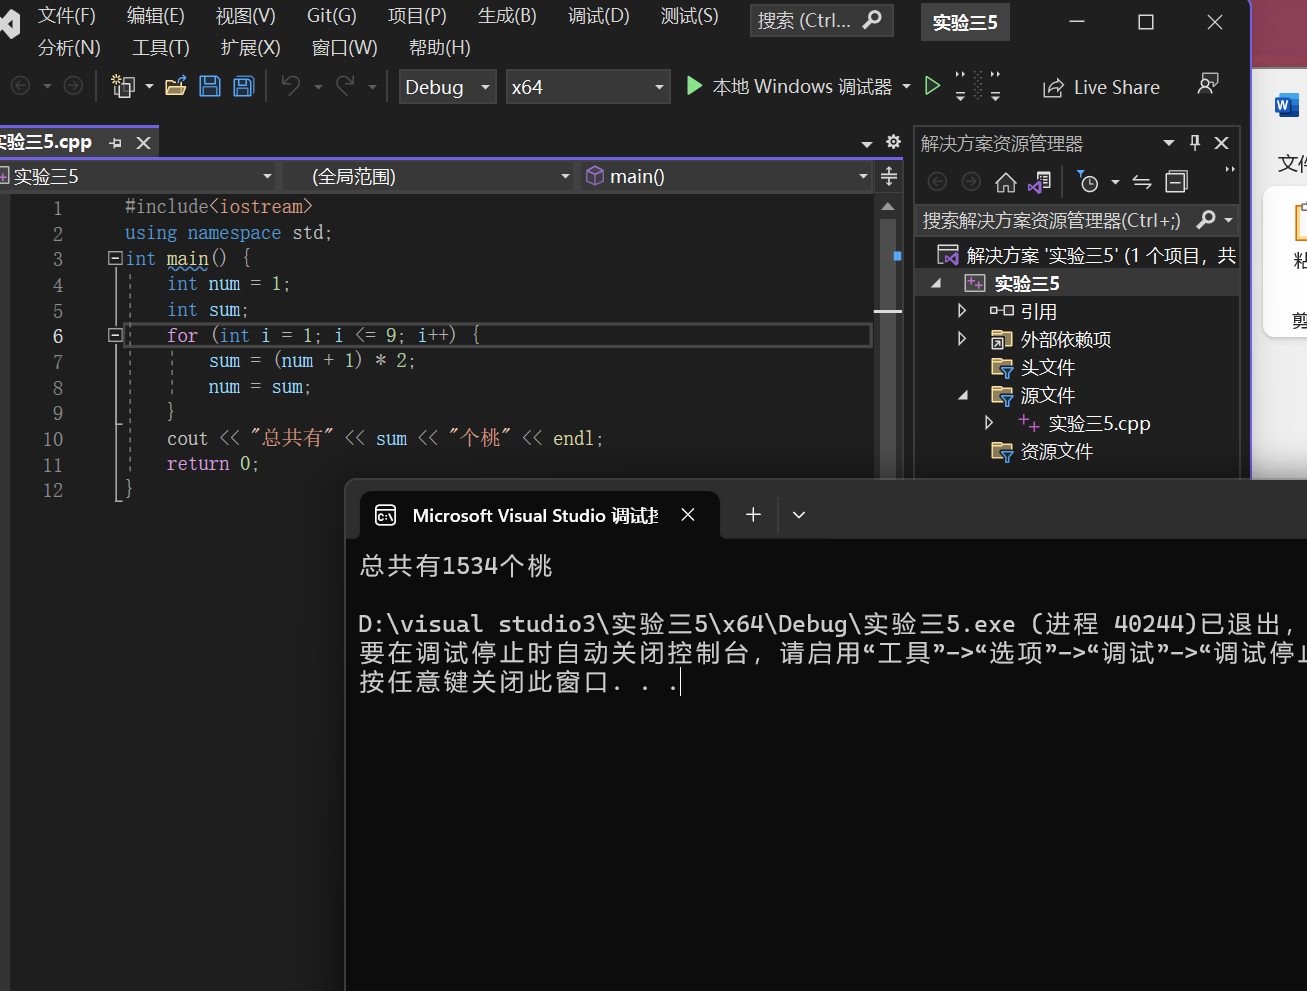 文件(F) 编辑(E) 视图(V) Git(G) 项目(P) 生成(B) 调试(D) 测试(S) 搜索 (Ctrl... 实验三5
分析(N) 工具(T) 扩展(X) 窗口(W) 帮助(H)
Debug x64 本地 Windows 调试器 Live Share
实验三5.cpp
解决方案资源管理器
实验三5 (全局范围) main()
搜索解决方案资源管理器(Ctrl+;)
解决方案 '实验三5' (1 个项目，共
实验三5
引用
外部依赖项
头文件
源文件
实验三5.cpp
资源文件
1 #include<iostream>
2 using namespace std;
3 int main() {
4 int num = 1;
5 int sum;
6 for (int i = 1; i <= 9; i++) {
7 sum = (num + 1) * 2;
8 num = sum;
9 }
10 cout << "总共有" << sum << "个桃" << endl;
11 return 0;
12 }
W
文件
粘
剪
Microsoft Visual Studio 调试
总共有1534个桃
D:\visual studio3\实验三5\x64\Debug\实验三5.exe (进程 40244)已退出，
要在调试停止时自动关闭控制台，请启用“工具”->“选项”->“调试”->“调试停止
按任意键关闭此窗口. . .